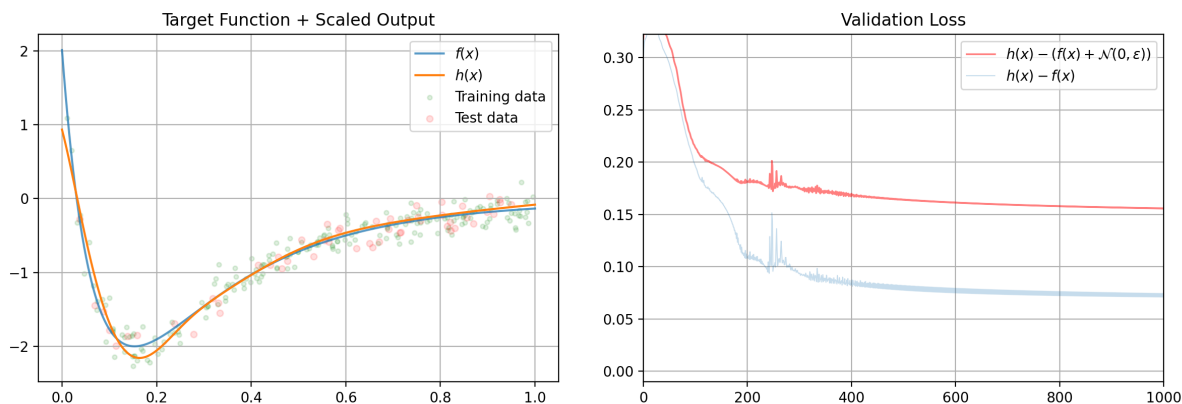 Target Function + Scaled Output
f(x)
h(x)
Training data
Test data
2
1
0
−1
−2
0.0 0.2 0.4 0.6 0.8 1.0
Validation Loss
h(x) − (f(x) + 𝒩(0, ε))
h(x) − f(x)
0.30
0.25
0.20
0.15
0.10
0.05
0.00
0 200 400 600 800 1000